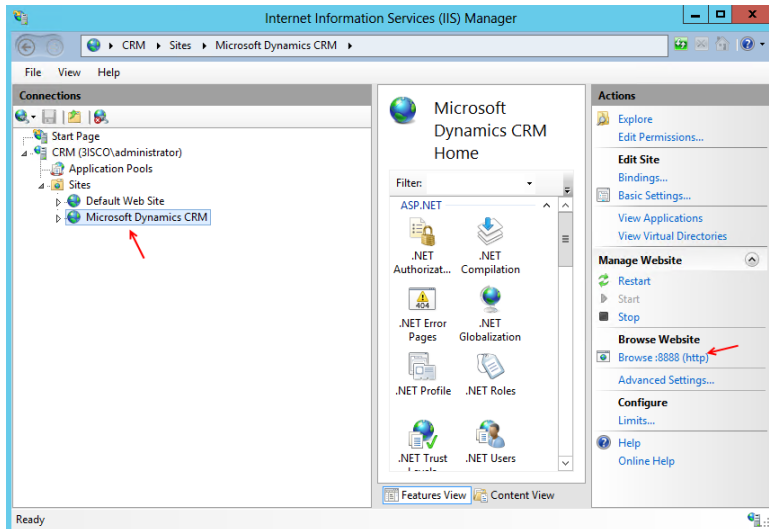 Internet Information Services (IIS) Manager
CRM Sites Microsoft Dynamics CRM
File View Help
Connections
Start Page
CRM (3ISCO\administrator)
Application Pools
Sites
Default Web Site
Microsoft Dynamics CRM
Microsoft
Dynamics CRM
Home
Filter:
ASP.NET
.NET
Authorizat...
.NET
Compilation
404
.NET Error
Pages
.NET
Globalization
.NET Profile
.NET Roles
.NET Trust
.NET Users
Features View
Content View
Actions
Explore
Edit Permissions...
Edit Site
Bindings...
Basic Settings...
View Applications
View Virtual Directories
Manage Website
Restart
Start
Stop
Browse Website
Browse :8888 (http)
Advanced Settings...
Configure
Limits...
Help
Online Help
Ready